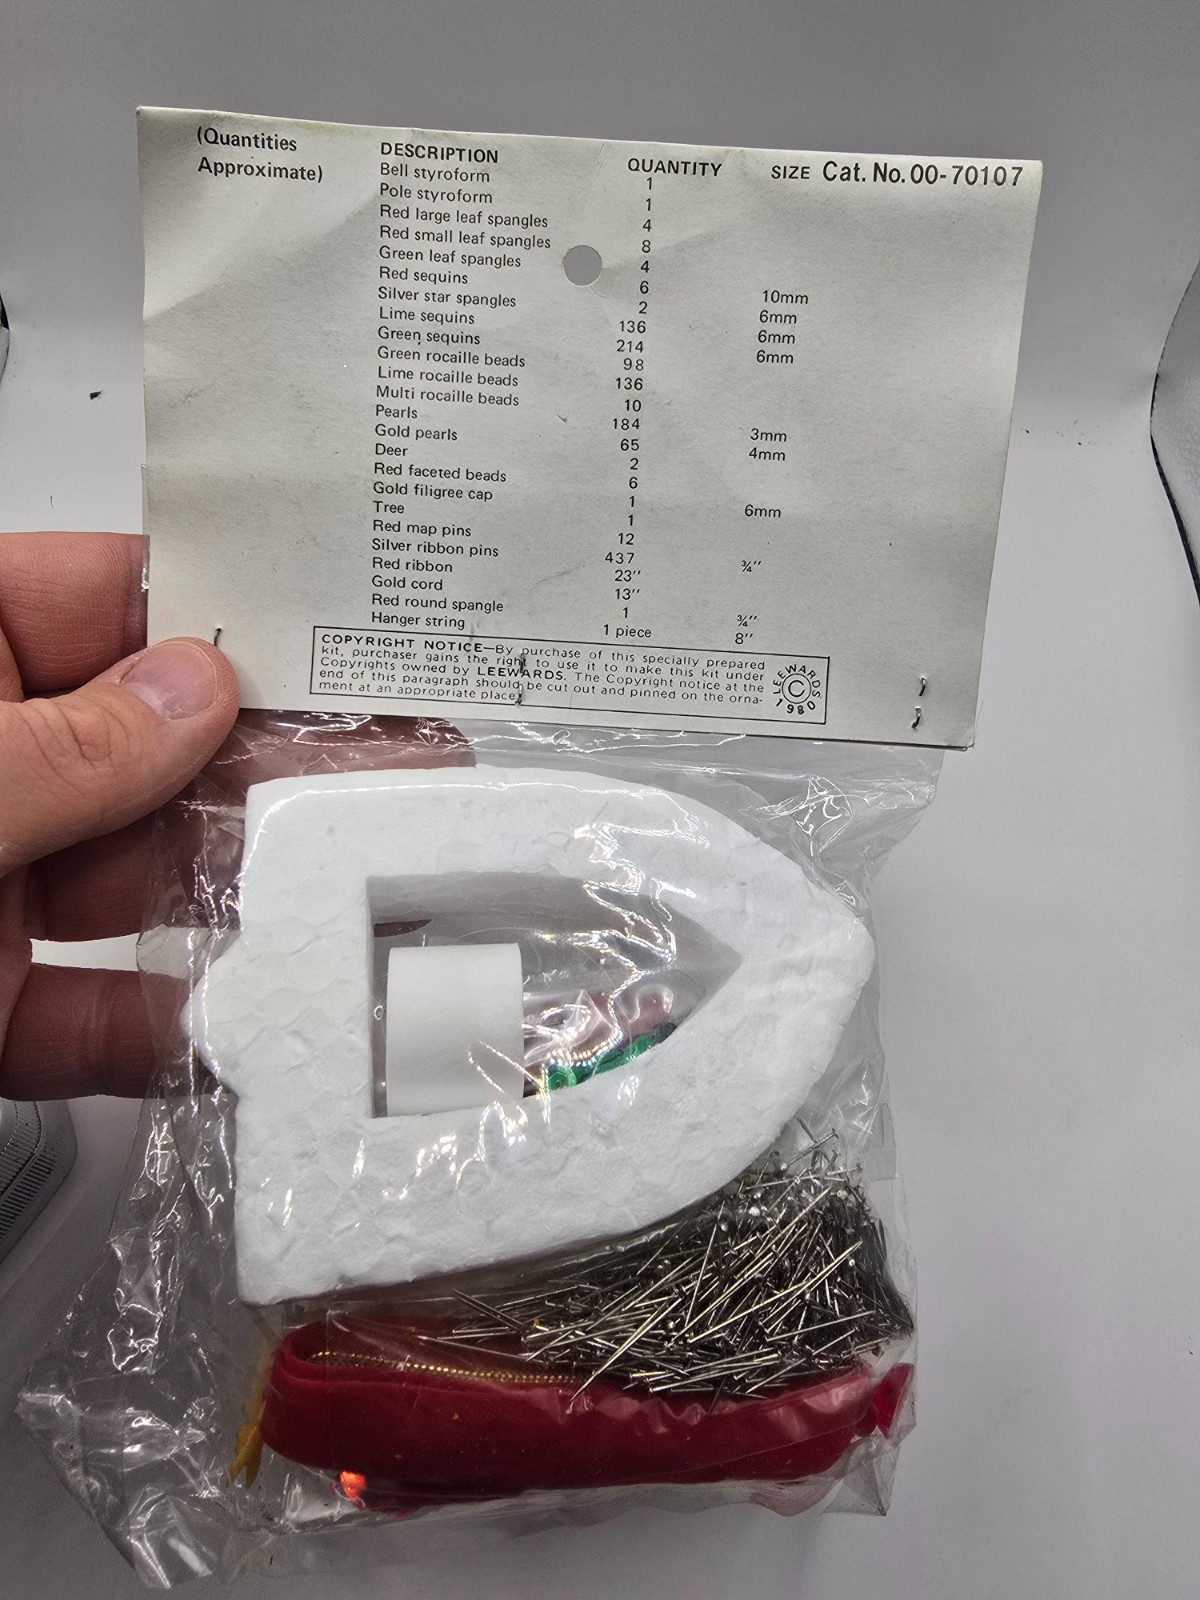 (Quantities
Approximate)
DESCRIPTION QUANTITY SIZE Cat. No. 00-70107
Bell styroform 1
Pole styroform 1
Red large leaf spangles 4
Red small leaf spangles 8
Green leaf spangles 4
Red sequins 6 10mm
Silver star spangles 2 6mm
Lime sequins 136 6mm
Green sequins 214 6mm
Green rocaille beads 98
Lime rocaille beads 136
Multi rocaille beads 10
Pearls 184 3mm
Gold pearls 65 4mm
Deer 2
Red faceted beads 6
Gold filigree cap 1 6mm
Tree 1
Red map pins 12
Silver ribbon pins 437 ¾''
Red ribbon 23''
Gold cord 13''
Red round spangle 1 ¾''
Hanger string 1 piece 8''
COPYRIGHT NOTICE—By purchase of this specially prepared
kit, purchaser gains the right to use it to make this kit under
Copyrights owned by LEEWARDS. The Copyright notice at the
end of this paragraph should be cut out and pinned on the orna-
ment at an appropriate place.
LEEWARDS
©
1980